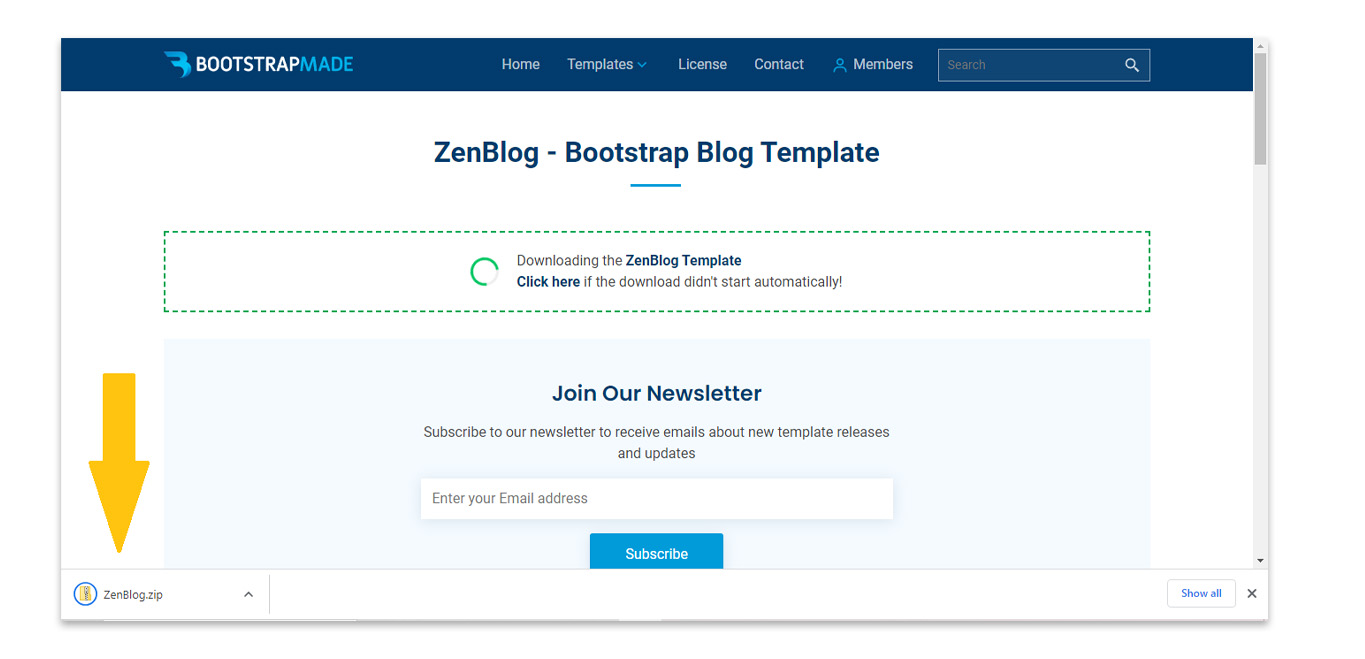 BOOTSTRAPMADE
Home Templates License Contact Members Search
ZenBlog - Bootstrap Blog Template
Downloading the ZenBlog Template
Click here if the download didn't start automatically!
Join Our Newsletter
Subscribe to our newsletter to receive emails about new template releases
and updates
Enter your Email address
Subscribe
ZenBlog.zip
Show all